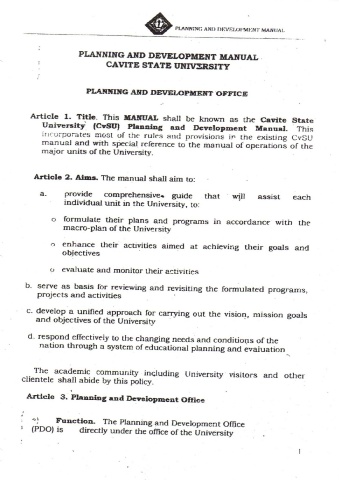 PLANNING AND DEVELOPMENT MANUAL
PLANNING AND DEVELOPMENT MANUAL
CAVITE STATE UNIVERSITY
PLANNING AND DEVELOPMENT OFFICE
Article 1. Title. This MANUAL shall be known as the Cavite State
University (CvSU) Planning and Development Manual. This
incorporates most of the rules and provisions in the existing CvSU
manual and with special reference to the manual of operations of the
major units of the University.
Article 2. Aims. The manual shall aim to:
a. provide comprehensive guide that will assist each
individual unit in the University, to:
o formulate their plans and programs in accordance with the
macro-plan of the University
o enhance their activities aimed at achieving their goals and
objectives
o evaluate and monitor their activities
b. serve as basis for reviewing and revisiting the formulated programs,
projects and activities
c. develop a unified approach for carrying out the vision, mission goals
and objectives of the University
d. respond effectively to the changing needs and conditions of the
nation through a system of educational planning and evaluation
The academic community including University visitors and other
clientele shall abide by this policy.
Article 3. Planning and Development Office
Function. The Planning and Development Office
(PDO) is directly under the office of the University
1